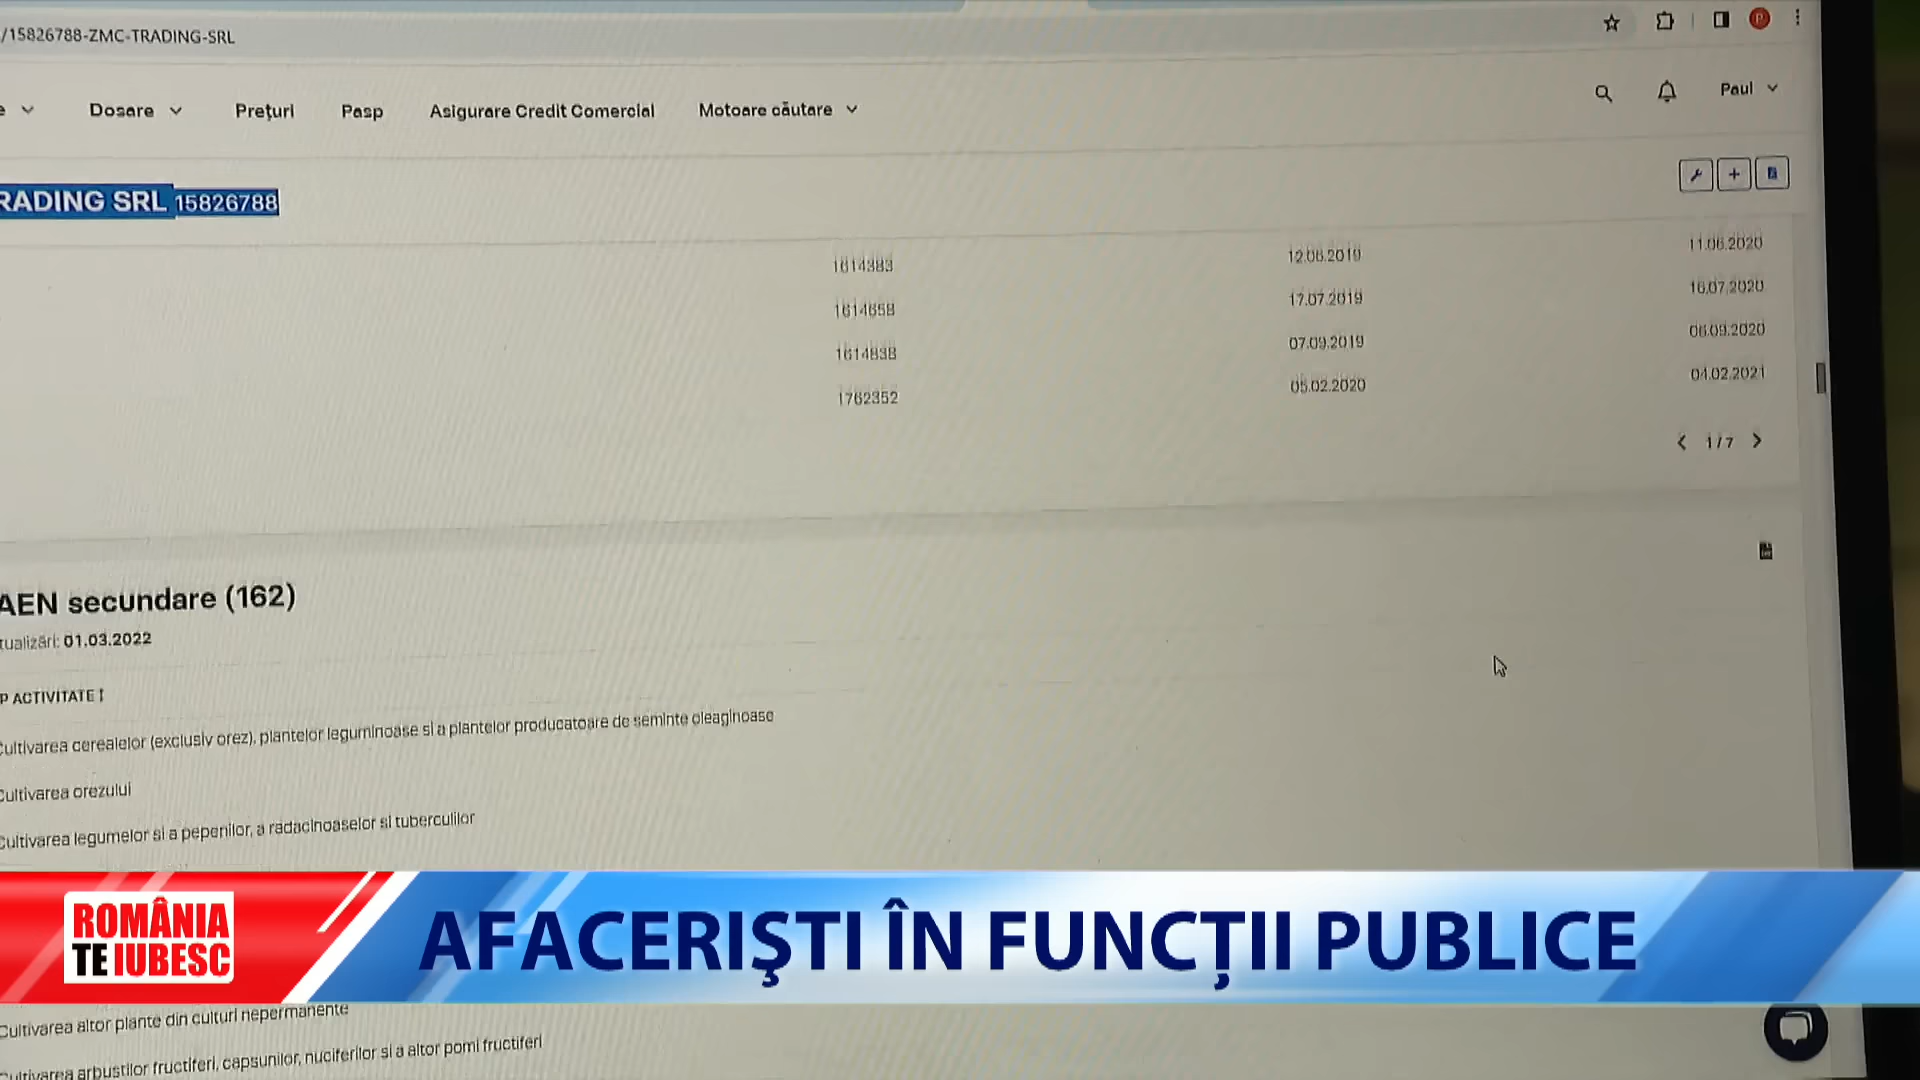 /15826788-ZMC-TRADING-SRL
Dosare Prețuri Pasp Asigurare Credit Comercial Motoare căutare Paul
RADING SRL 15826788
1614383 12.06.2019 11.06.2020
1614658 17.07.2019 16.07.2020
1614838 07.09.2019 06.09.2020
1762352 05.02.2020 04.02.2021
1 / 7
AEN secundare (162)
tualizări: 01.03.2022
P ACTIVITATE
Cultivarea cerealelor (exclusiv orez), plantelor leguminoase si a plantelor producatoare de seminte oleaginoase
Cultivarea orezului
Cultivarea legumelor si a pepenilor, a radacinoaselor si tuberculilor
ROMÂNIA
TE IUBESC
AFACERIȘTI ÎN FUNCȚII PUBLICE
Cultivarea altor plante din culturi nepermanente
Cultivarea arbustilor fructiferi, capsunilor, nuciferilor si a altor pomi fructiferi